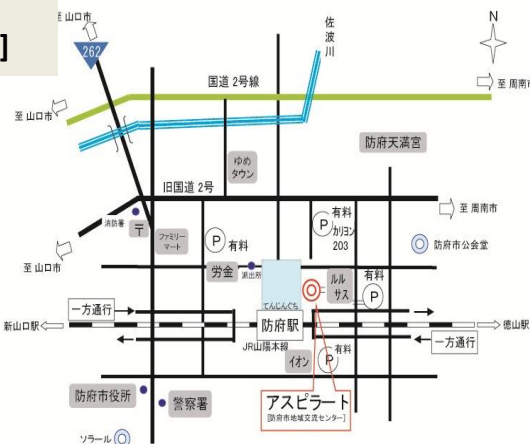 至 山口市
]
262
佐波川
N
国道 2号線
至 周南市
至 山口市
防府天満宮
ゆめ
タウン
旧国道 2号
至 周南市
消防署
〒
ファミリー
マート
P
有料
有料
P
カリヨン
203
防府市公会堂
至 山口市
労金
派出所
ルル
サス
有料
P
一方通行
てんじんぐち
新山口駅
防府駅
徳山駅
JR山陽本線
一方通行
イオン
有料
P
防府市役所
警察署
アスピラート
[防府市地域交流センター]
ソラール